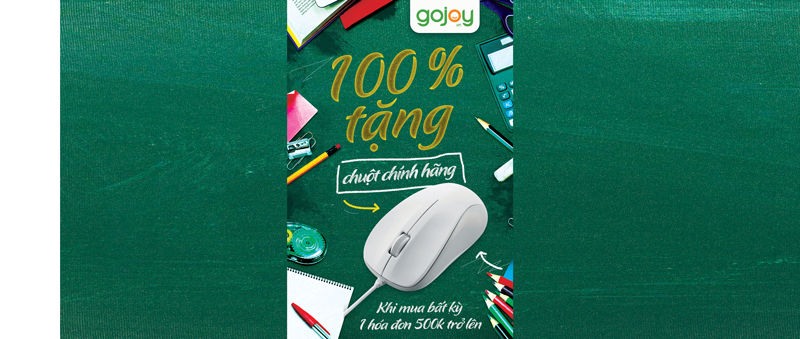 gojoy
100%
tặng
chuột chính hãng
Khi mua bất kỳ
1 hóa đơn 500k trở lên